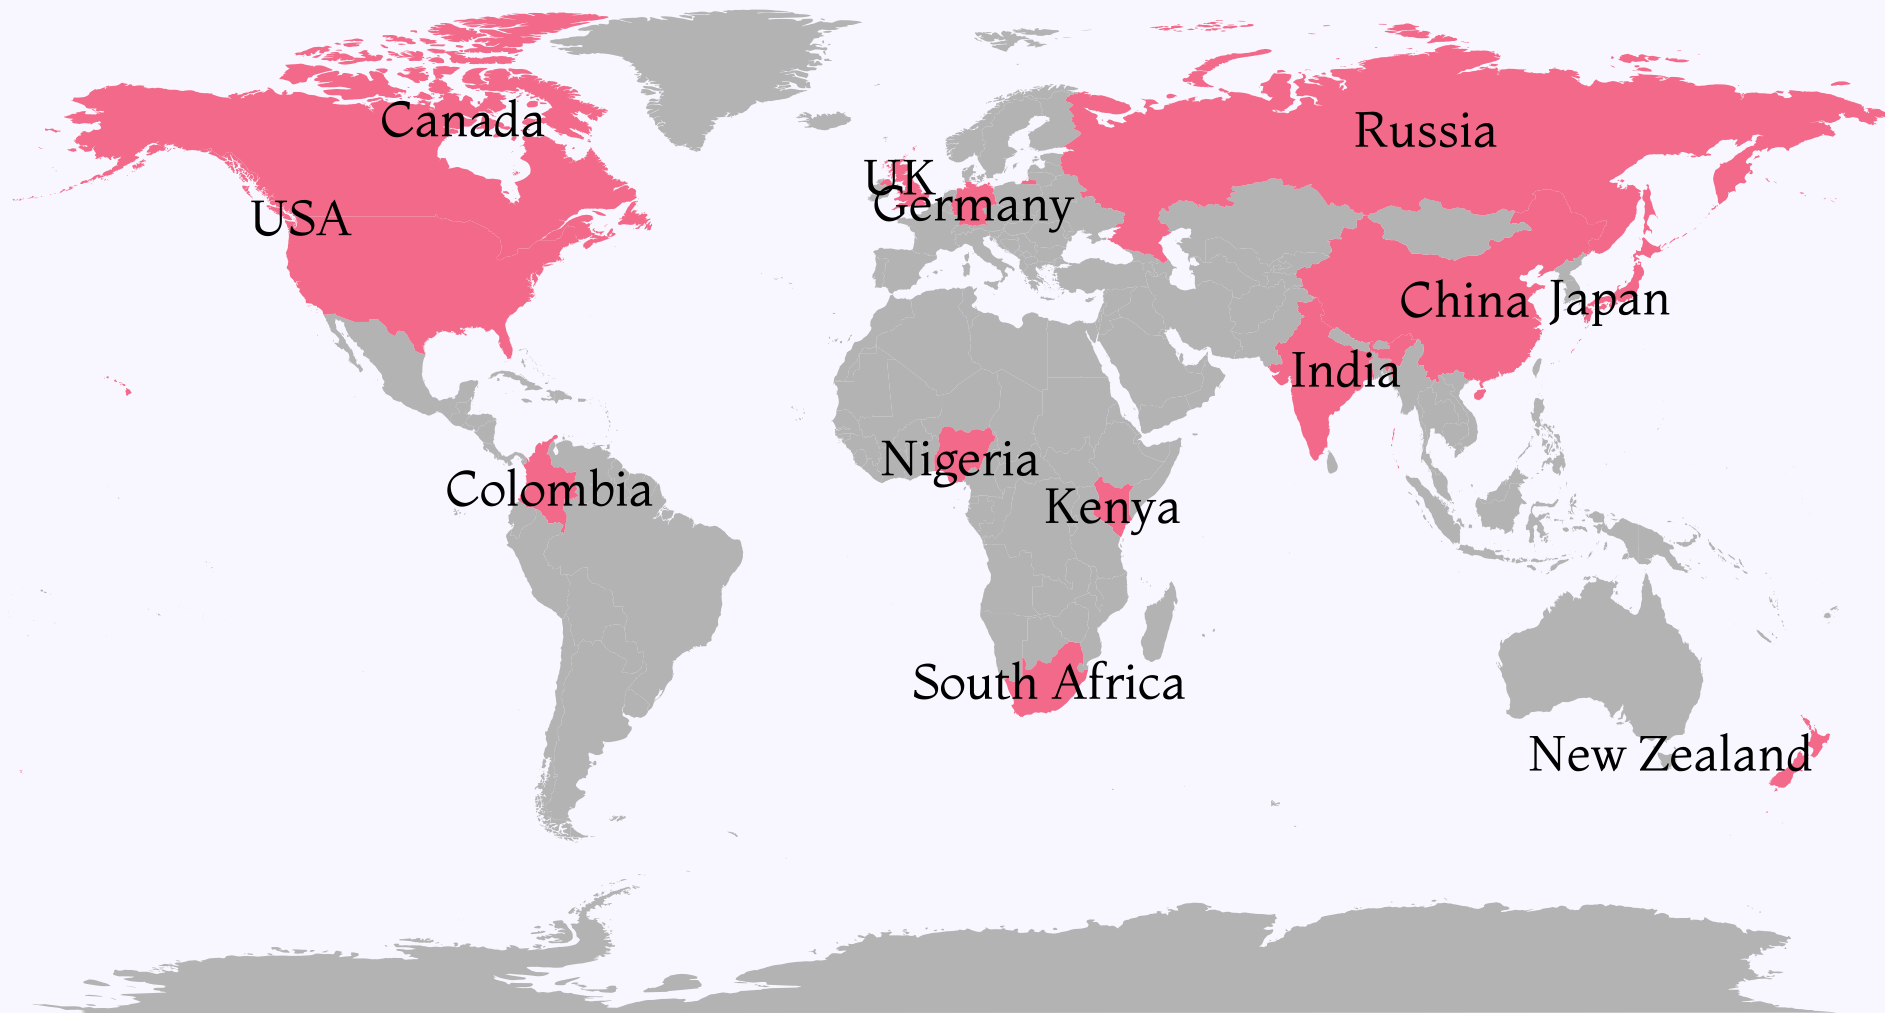 Canada
Russia
UK
Germany
USA
China
Japan
India
Nigeria
Colombia
Kenya
South Africa
New Zealand